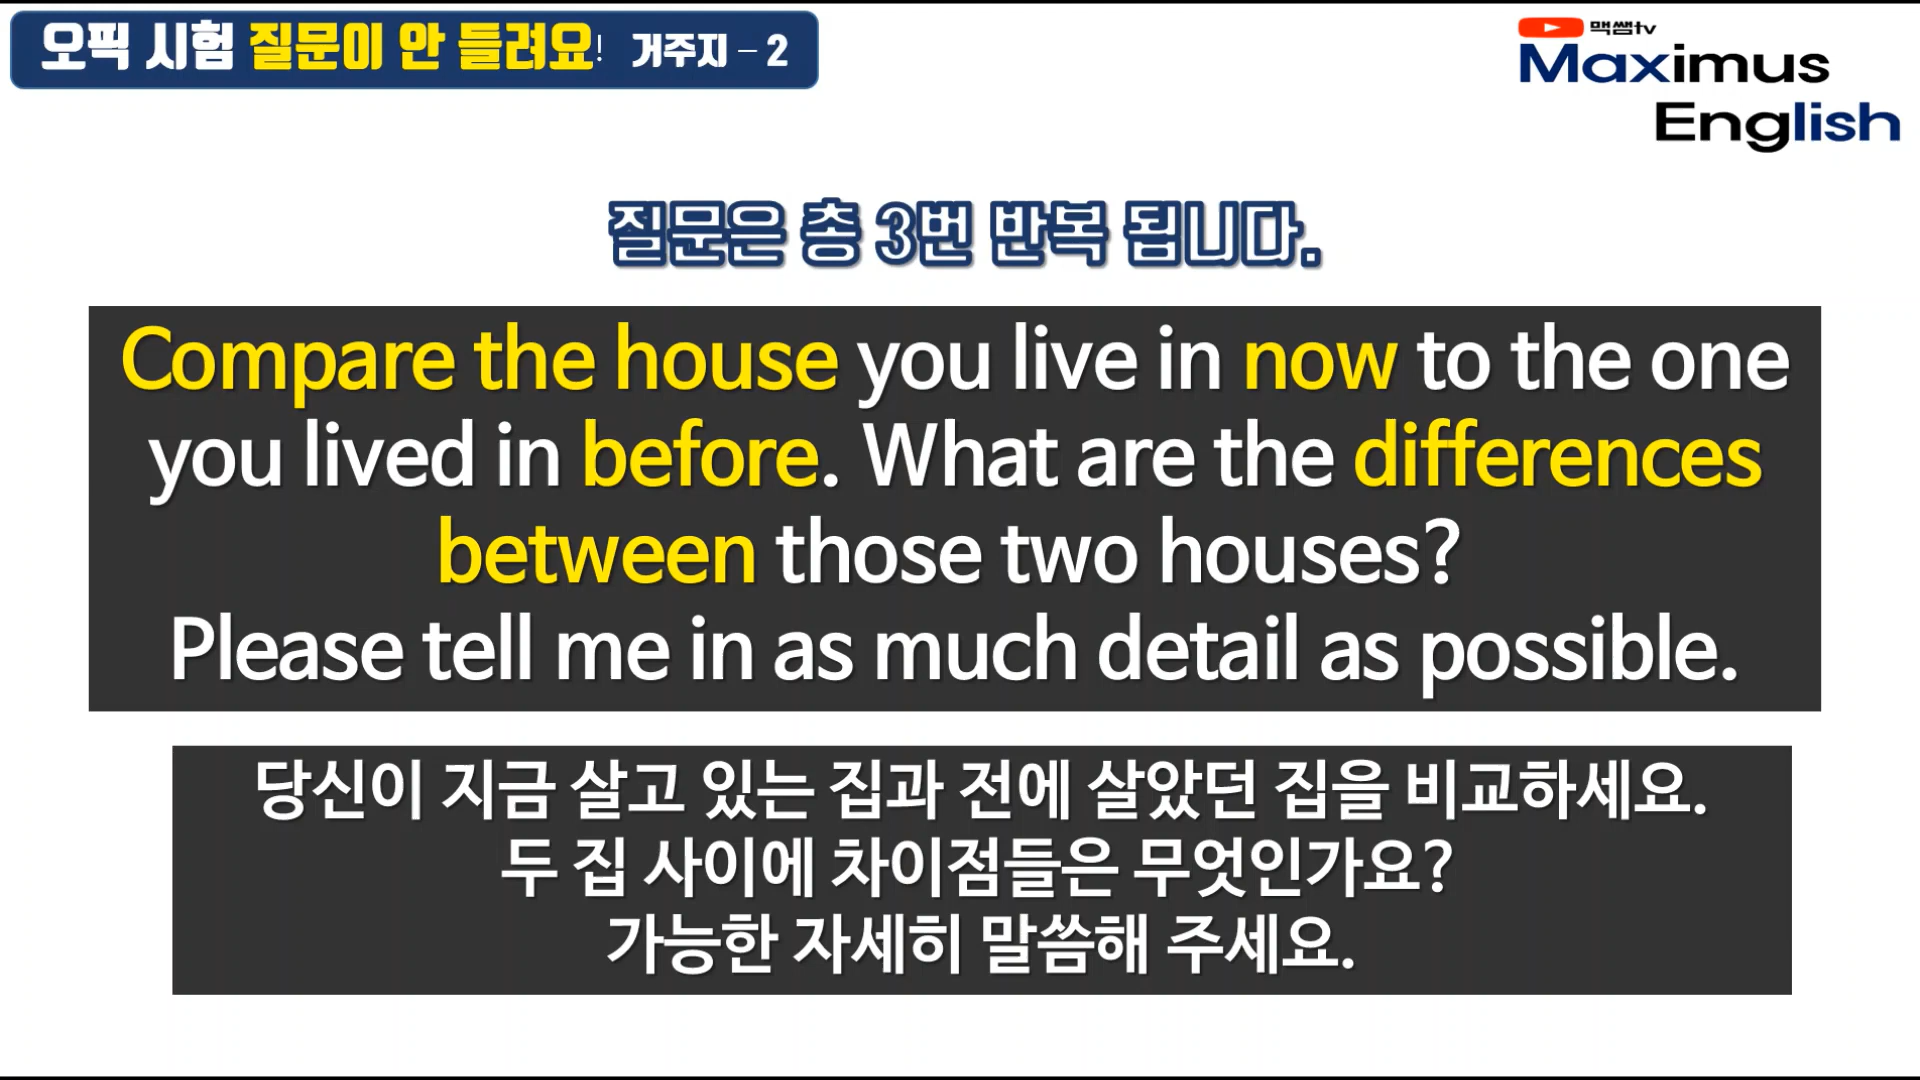 오픽 시험 질문이 안 들려요! 거주지 – 2
맥쌤tv
Maximus
English
질문은 총 3번 반복 됩니다.
Compare the house you live in now to the one
you lived in before. What are the differences
between those two houses?
Please tell me in as much detail as possible.
당신이 지금 살고 있는 집과 전에 살았던 집을 비교하세요.
두 집 사이에 차이점들은 무엇인가요?
가능한 자세히 말씀해 주세요.